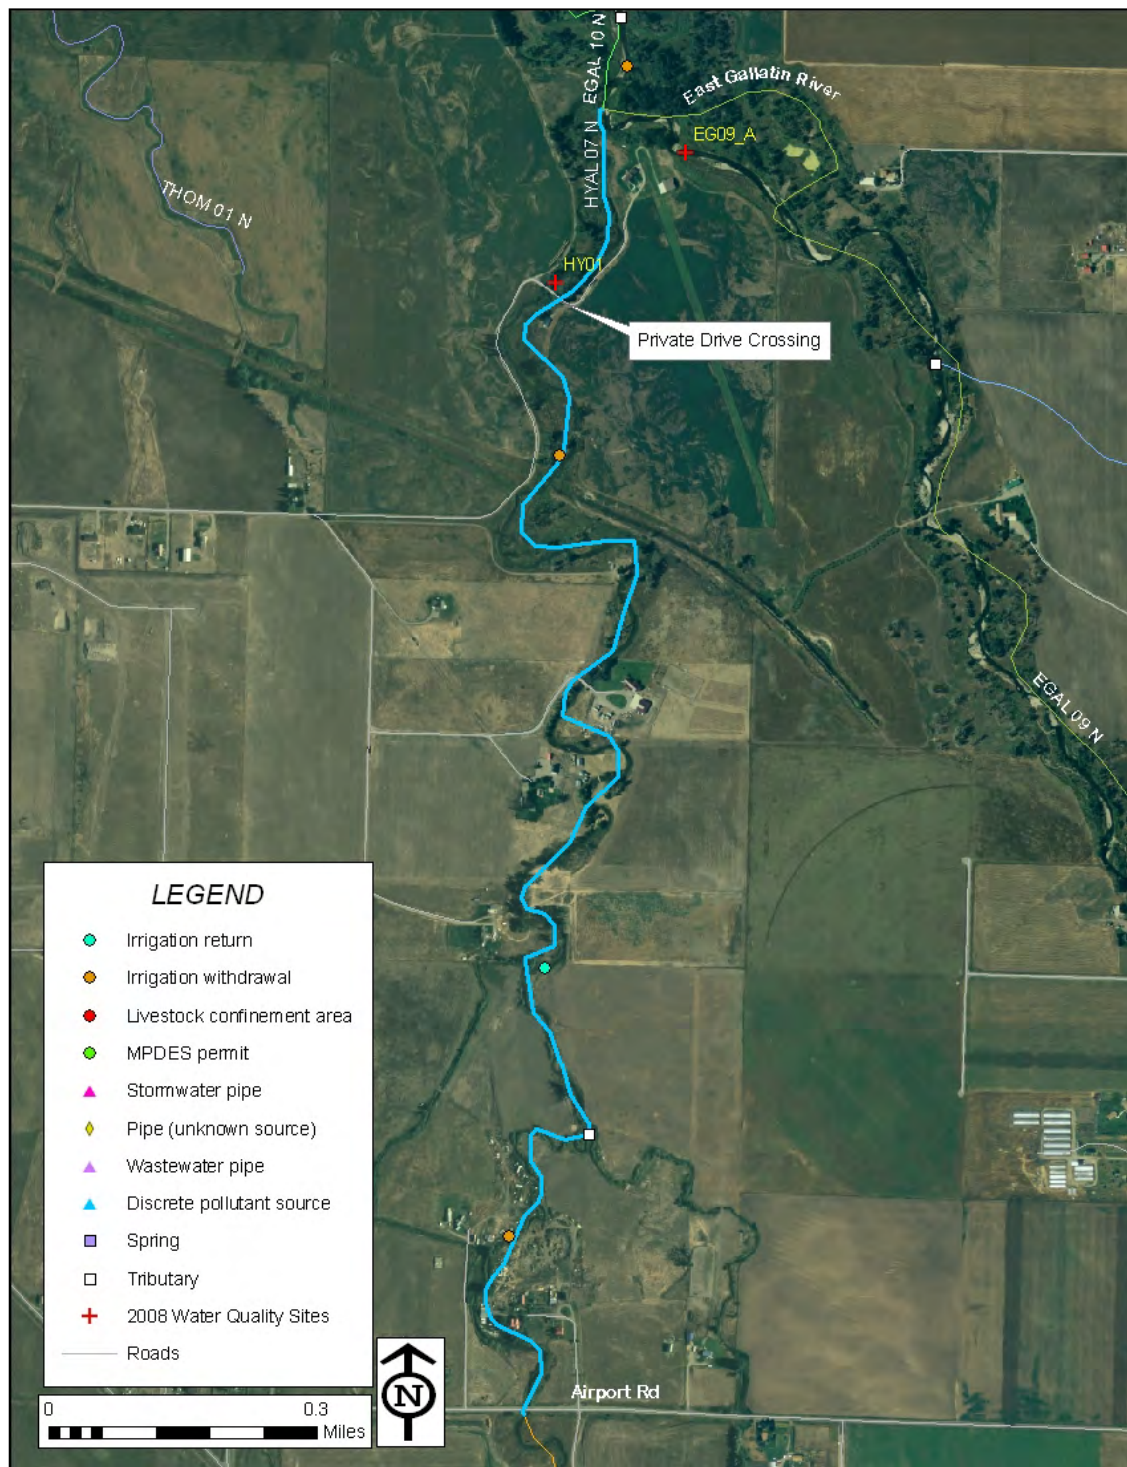 EGAL 10 N
East Gallatin River
EG09_A
HYAL 07 N
THOM 01 N
HY01
Private Drive Crossing
EGAL 09 N
LEGEND
Irrigation return
Irrigation withdrawal
Livestock confinement area
MPDES permit
Stormwater pipe
Pipe (unknown source)
Wastewater pipe
Discrete pollutant source
Spring
Tributary
2008 Water Quality Sites
Roads
N
Airport Rd
0 0.3
Miles